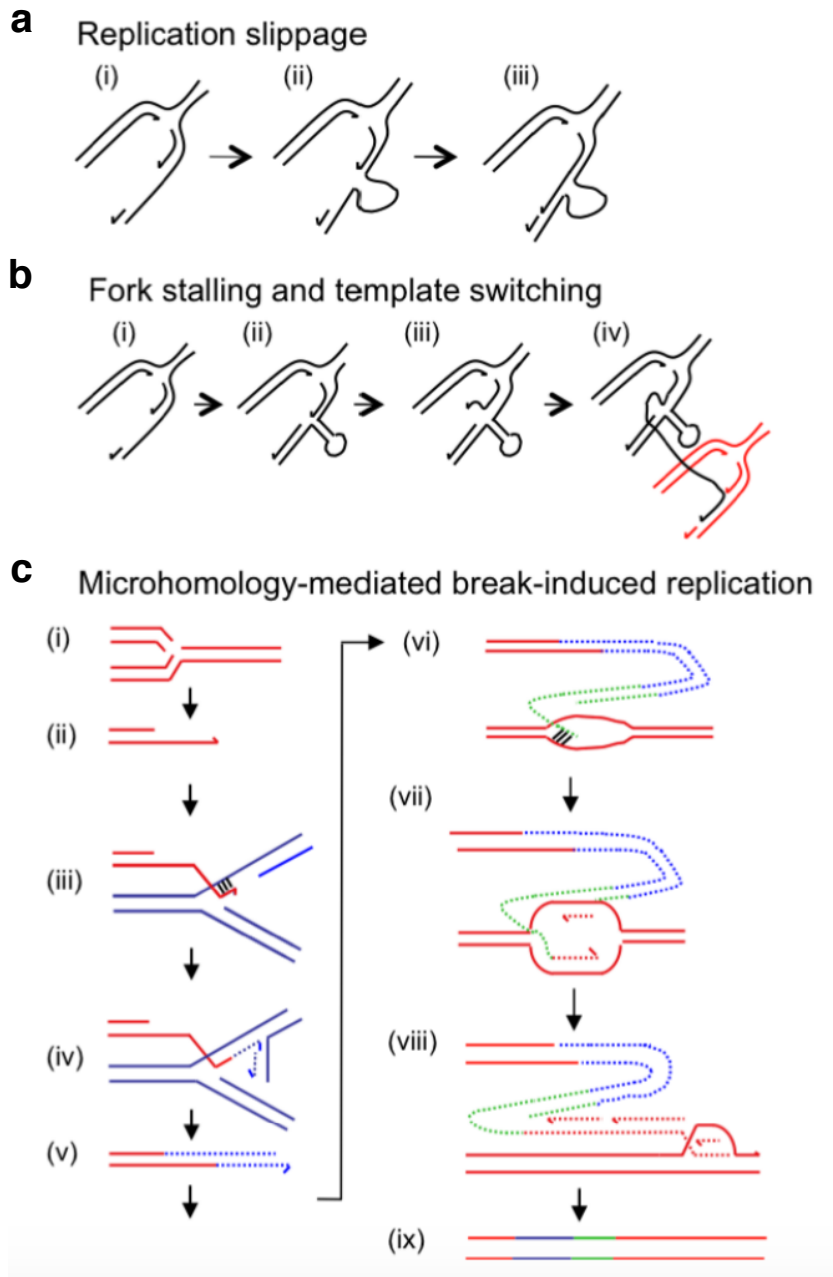 a
Replication slippage
(i) (ii) (iii)
b
Fork stalling and template switching
(i) (ii) (iii) (iv)
c
Microhomology-mediated break-induced replication
(i)
(ii)
(iii)
(iv)
(v)
(vi)
(vii)
(viii)
(ix)